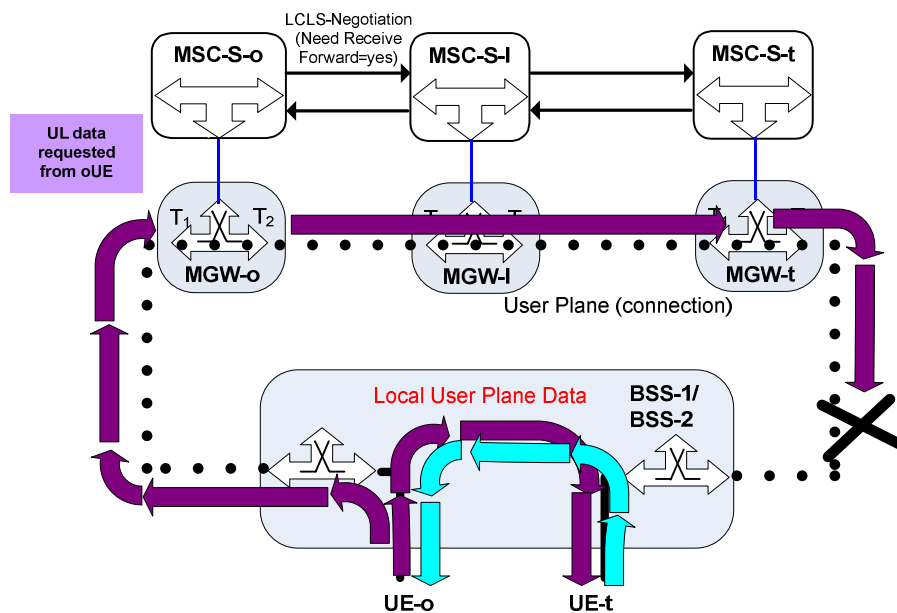 LCLS-Negotiation
(Need Receive
Forward=yes)
MSC-S-o
MSC-S-I
MSC-S-t
UL data
requested
from oUE
T1
T2
MGW-o
MGW-I
MGW-t
User Plane (connection)
Local User Plane Data
BSS-1/
BSS-2
UE-o
UE-t